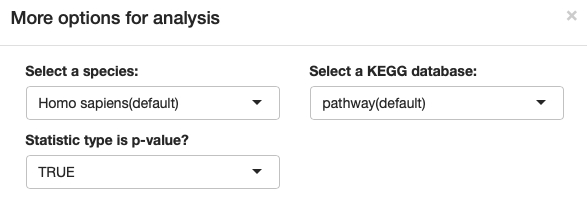 More options for analysis
×
Select a species:
Select a KEGG database:
Homo sapiens(default)
pathway(default)
Statistic type is p-value?
TRUE